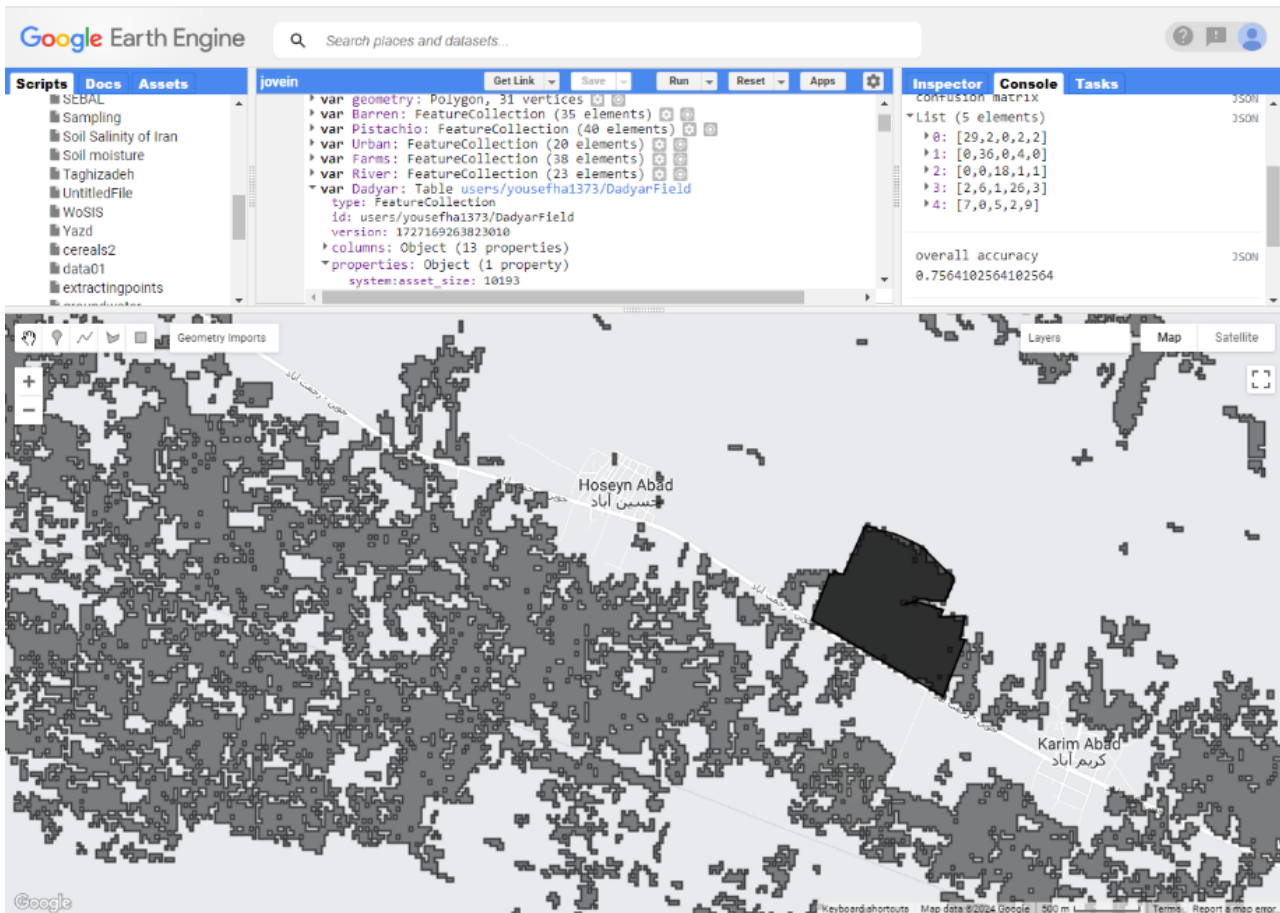 Google Earth Engine
Search places and datasets...
Scripts Docs Assets
SEBAL
Sampling
Soil Salinity of Iran
Soil moisture
Taghizadeh
UntitledFile
WoSIS
Yazd
cereals2
data01
extractingpoints
groundwater
jovein
Get Link Save Run Reset Apps
var geometry: Polygon, 31 vertices
var Barren: FeatureCollection (35 elements)
var Pistachio: FeatureCollection (40 elements)
var Urban: FeatureCollection (20 elements)
var Farms: FeatureCollection (38 elements)
var River: FeatureCollection (23 elements)
var Dadyar: Table users/yousefha1373/DadyarField
type: FeatureCollection
id: users/yousefha1373/DadyarField
version: 1727169263823010
columns: Object (13 properties)
properties: Object (1 property)
system:asset_size: 10193
Inspector Console Tasks
confusion matrix JSON
List (5 elements) JSON
0: [29,2,0,2,2]
1: [0,36,0,4,0]
2: [0,0,18,1,1]
3: [2,6,1,26,3]
4: [7,0,5,2,9]
overall accuracy JSON
0.7564102564102564
Geometry Imports
Layers
Map Satellite
+
−
جوین - رحمت آباد
Hoseyn Abad
حسین آباد
جوین - رحمت آباد
Karim Abad
کریم آباد
Google
Keyboard shortcuts Map data ©2024 Google 500 m Terms Report a map error